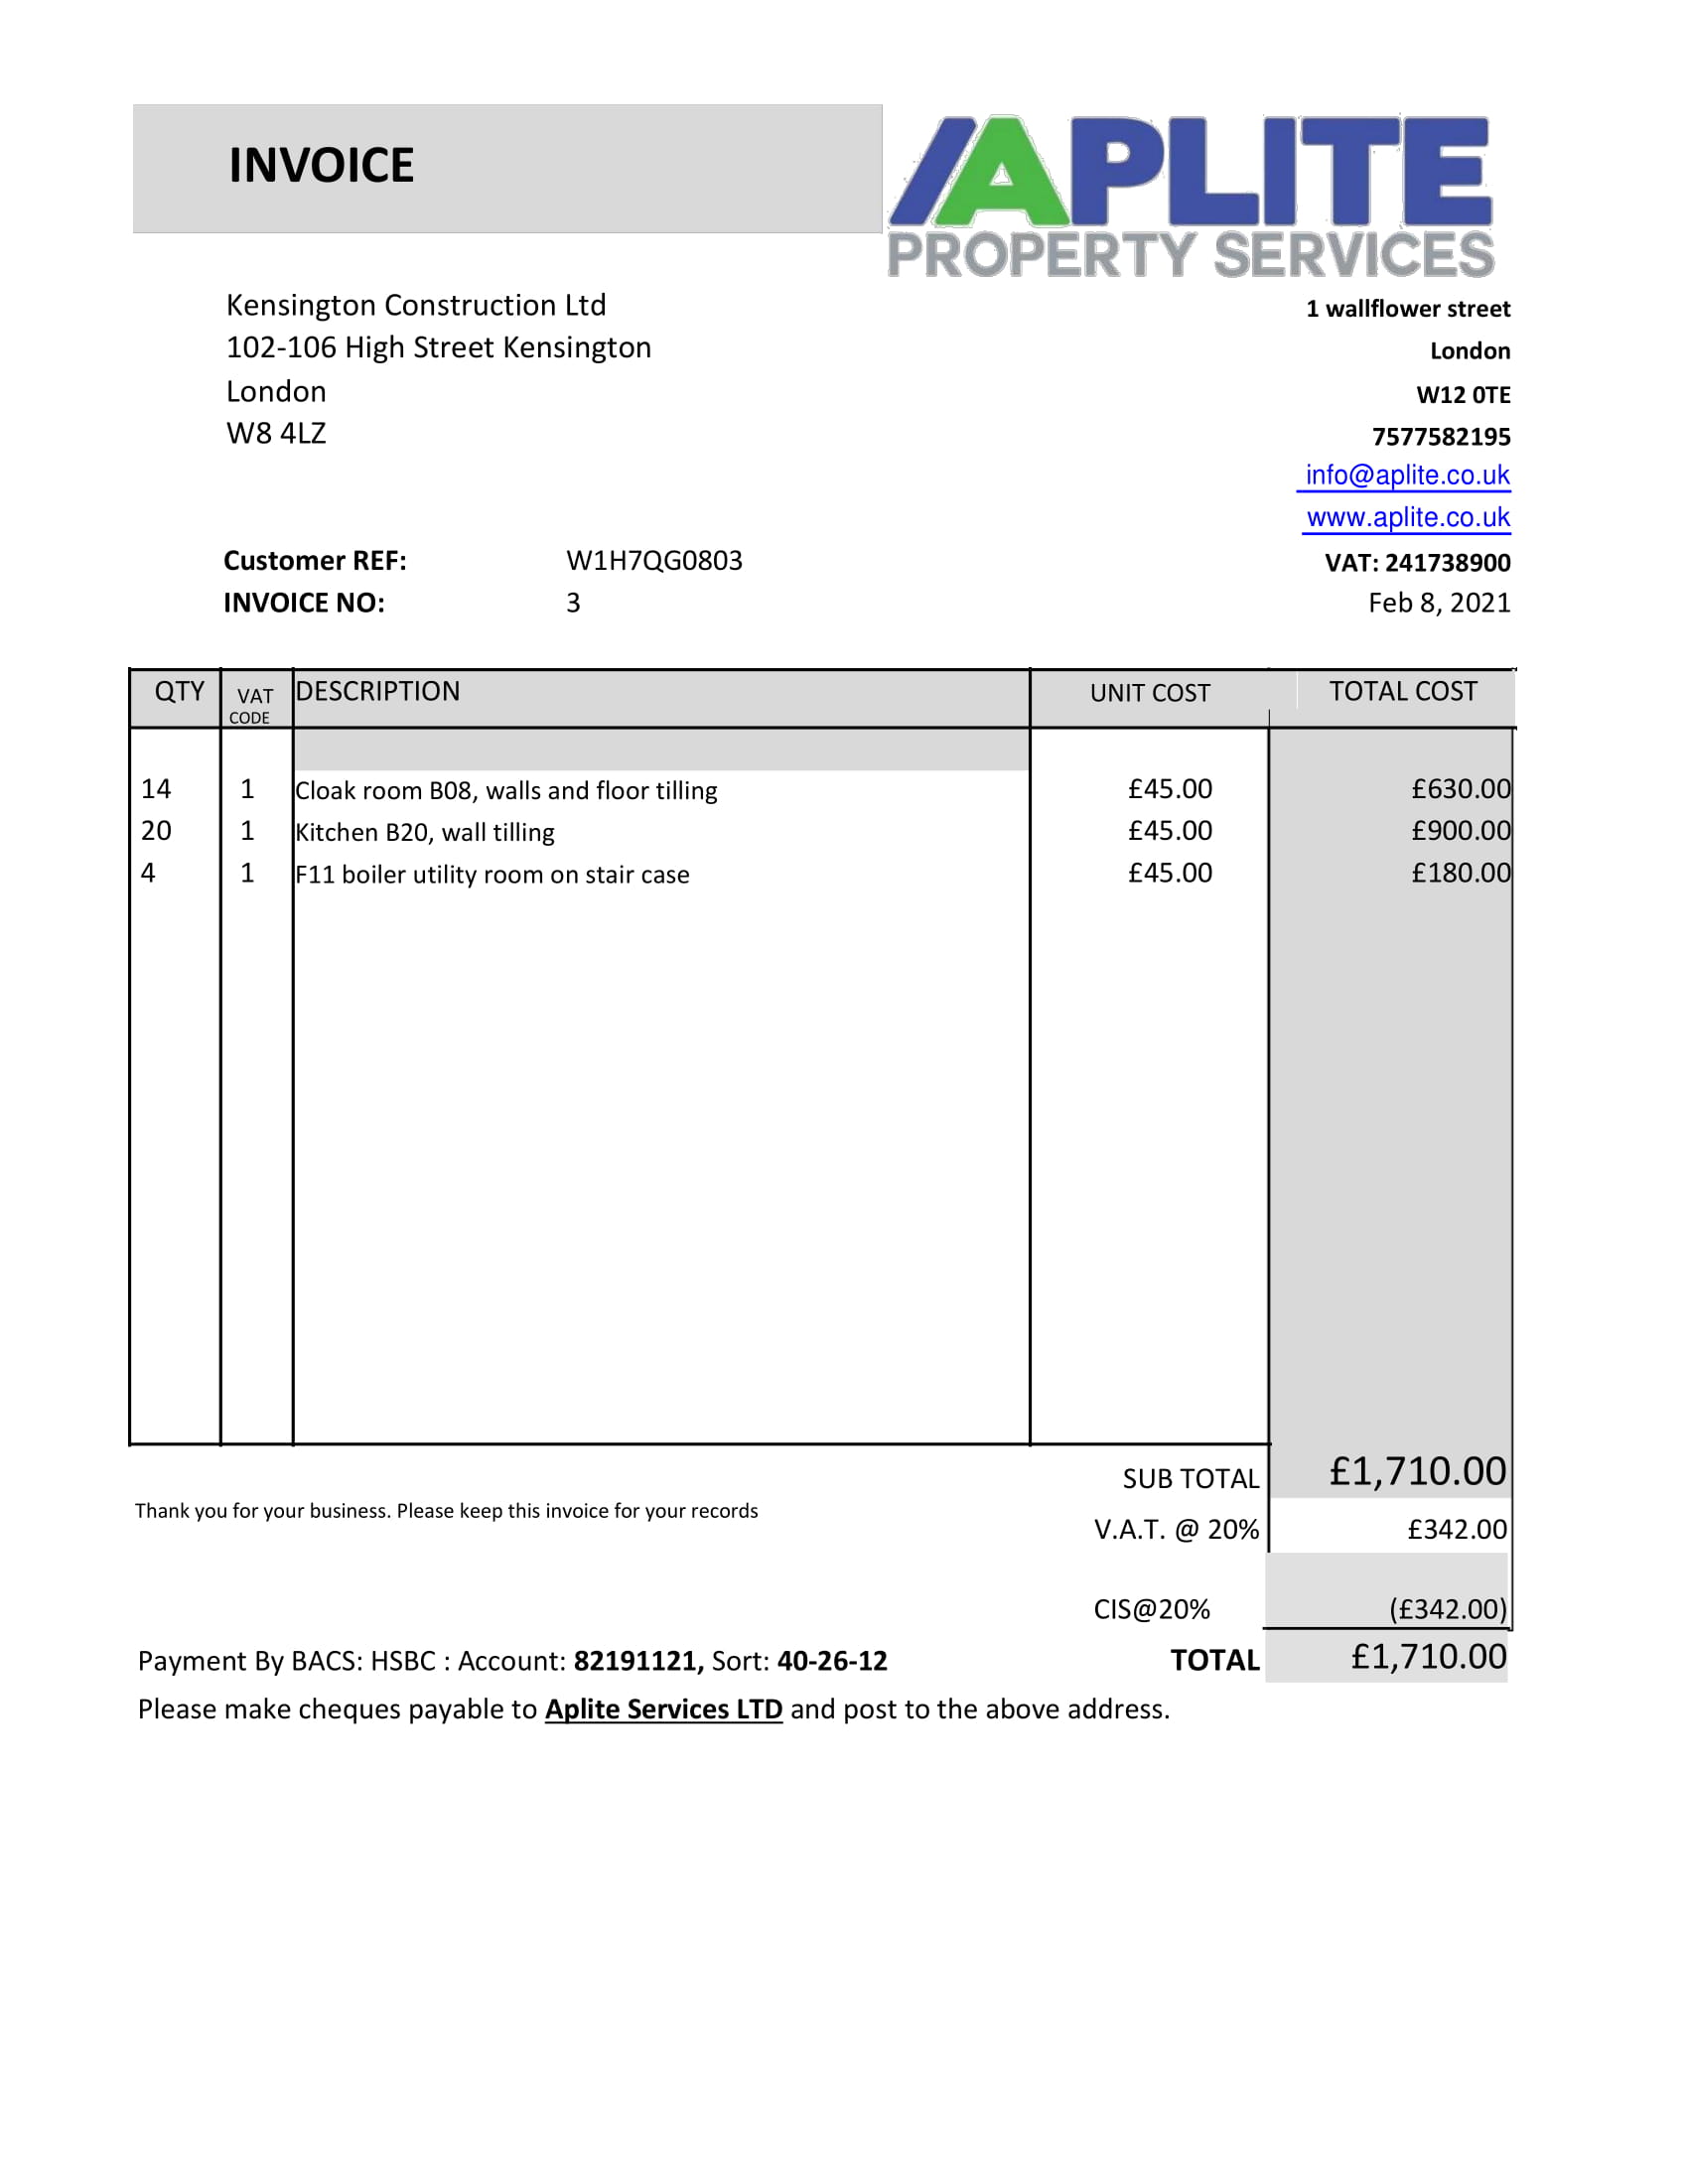 INVOICE
APLITE
PROPERTY SERVICES
Kensington Construction Ltd
102-106 High Street Kensington
London
W8 4LZ
1 wallflower street
London
W12 0TE
7577582195
info@aplite.co.uk
www.aplite.co.uk
Customer REF: W1H7QG0803 VAT: 241738900
INVOICE NO: 3 Feb 8, 2021
QTY VAT CODE DESCRIPTION UNIT COST TOTAL COST
14 1 Cloak room B08, walls and floor tilling £45.00 £630.00
20 1 Kitchen B20, wall tilling £45.00 £900.00
4 1 F11 boiler utility room on stair case £45.00 £180.00
SUB TOTAL £1,710.00
Thank you for your business. Please keep this invoice for your records
V.A.T. @ 20% £342.00
CIS@20% (£342.00)
Payment By BACS: HSBC : Account: 82191121, Sort: 40-26-12 TOTAL £1,710.00
Please make cheques payable to Aplite Services LTD and post to the above address.